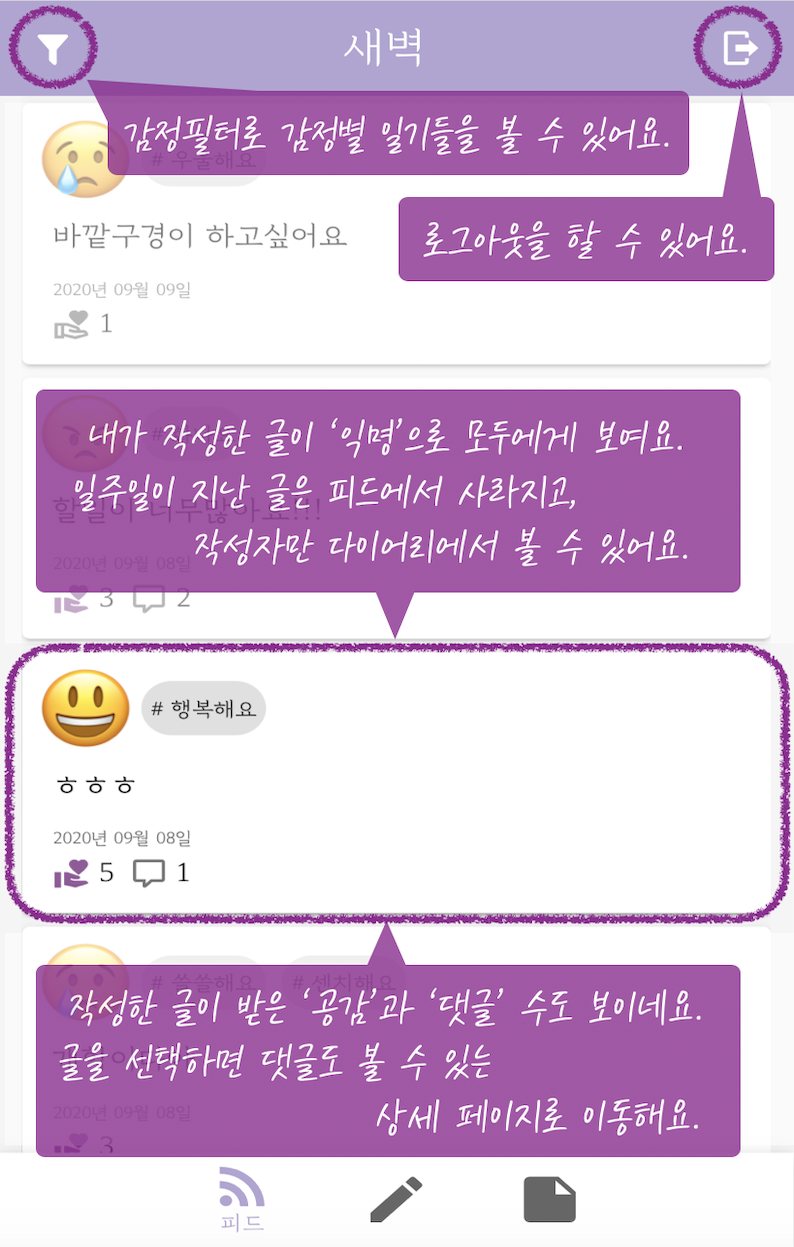 새벽
감정필터로 감정별 일기들을 볼 수 있어요.
# 우울해요
로그아웃을 할 수 있어요.
바깥구경이 하고싶어요
2020년 09월 09일
1
내가 작성한 글이 ‘익명’으로 모두에게 보여요.
일주일이 지난 글은 피드에서 사라지고,
할일이 너무많아요!!!
작성자만 다이어리에서 볼 수 있어요.
2020년 09월 08일
3 2
# 행복해요
ㅎㅎㅎ
2020년 09월 08일
5 1
# 쓸쓸해요 # 센치해요
작성한 글이 받은 ‘공감’과 ‘댓글’ 수도 보이네요.
글을 선택하면 댓글도 볼 수 있는
상세 페이지로 이동해요.
2020년 09월 08일
3
피드